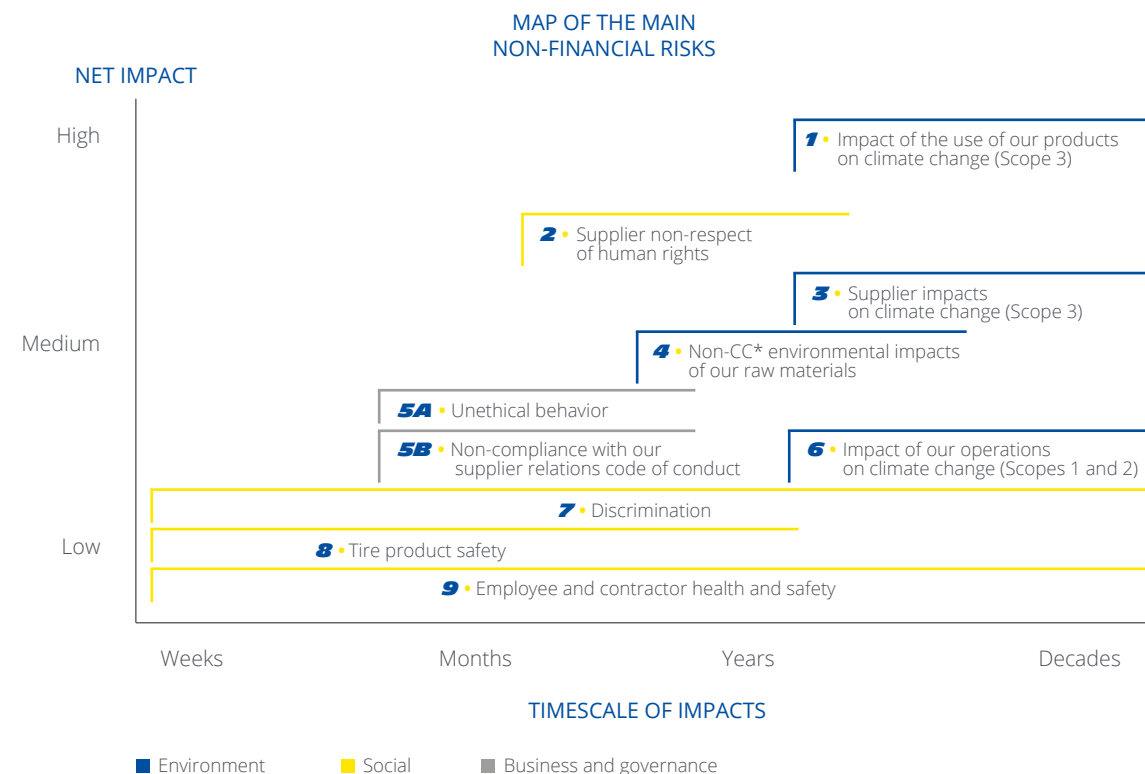 MAP OF THE MAIN
NON-FINANCIAL RISKS
NET IMPACT
High
1 • Impact of the use of our products
on climate change (Scope 3)
2 • Supplier non-respect
of human rights
3 • Supplier impacts
on climate change (Scope 3)
Medium
4 • Non-CC* environmental impacts
of our raw materials
5A • Unethical behavior
5B • Non-compliance with our
supplier relations code of conduct
6 • Impact of our operations
on climate change (Scopes 1 and 2)
7 • Discrimination
Low
8 • Tire product safety
9 • Employee and contractor health and safety
Weeks Months Years Decades
TIMESCALE OF IMPACTS
Environment Social Business and governance